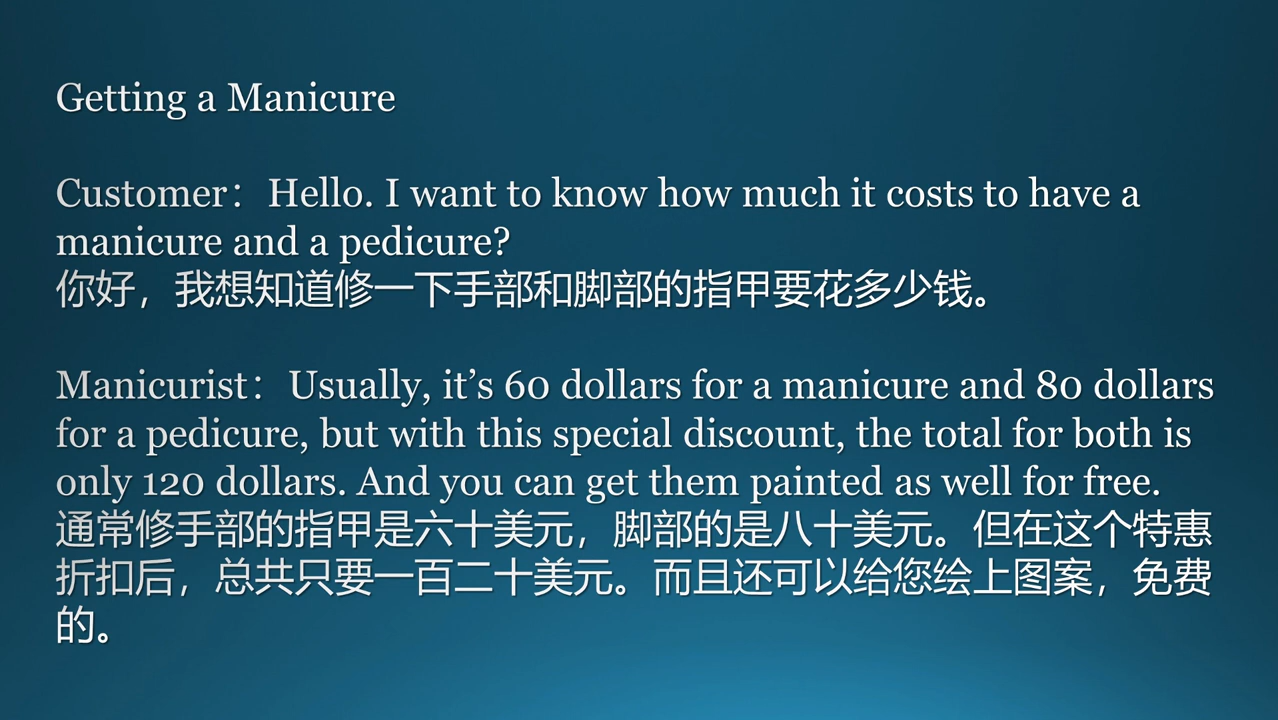 Getting a Manicure
Customer：Hello. I want to know how much it costs to have a
manicure and a pedicure?
你好，我想知道修一下手部和脚部的指甲要花多少钱。
Manicurist：Usually, it’s 60 dollars for a manicure and 80 dollars
for a pedicure, but with this special discount, the total for both is
only 120 dollars. And you can get them painted as well for free.
通常修手部的指甲是六十美元，脚部的是八十美元。但在这个特惠
折扣后，总共只要一百二十美元。而且还可以给您绘上图案，免费
的。